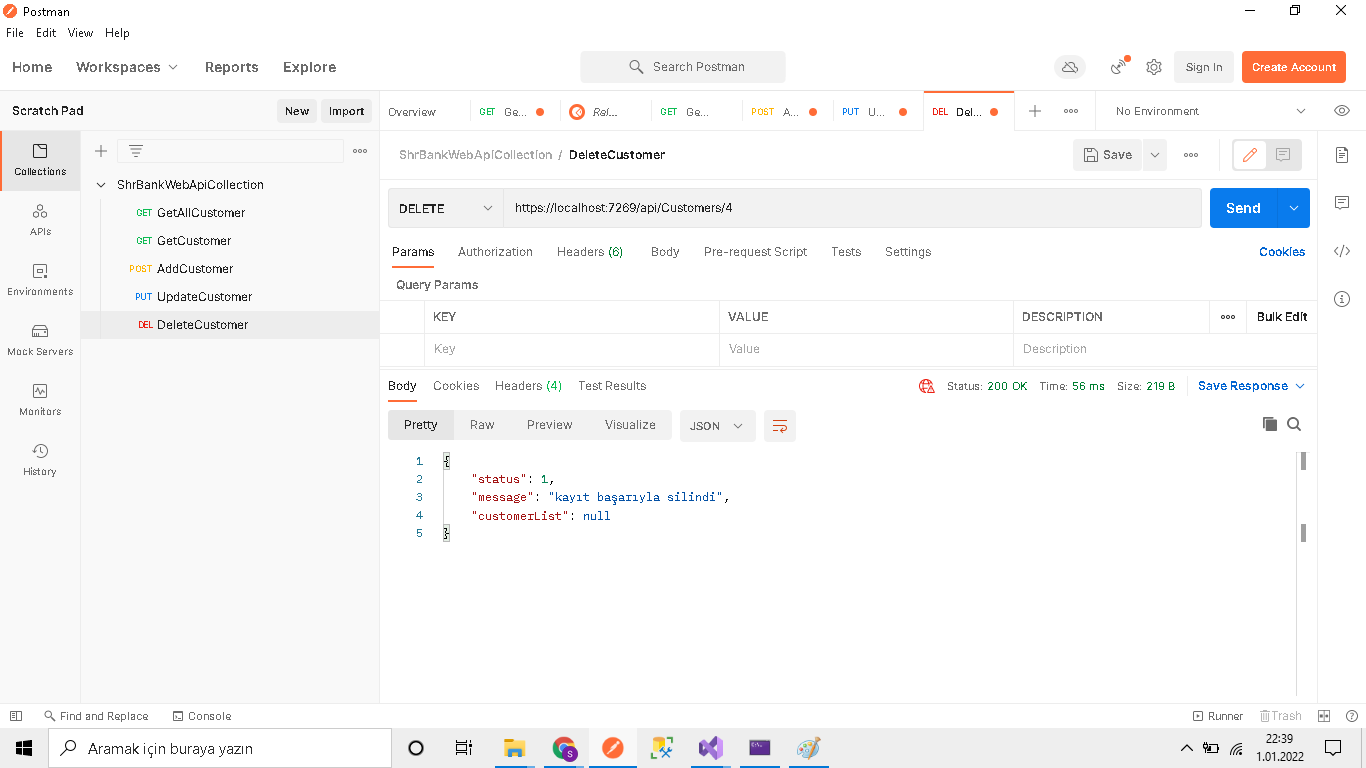 Postman
File Edit View Help
Home Workspaces Reports Explore
Search Postman
Sign In Create Account
Scratch Pad
New Import
Overview GET Ge... Rel... GET Ge... POST A... PUT U... DEL Del...
No Environment
Collections
APIs
Environments
Mock Servers
Monitors
History
ShrBankWebApiCollection
GET GetAllCustomer
GET GetCustomer
POST AddCustomer
PUT UpdateCustomer
DEL DeleteCustomer
ShrBankWebApiCollection / DeleteCustomer
Save
DELETE https://localhost:7269/api/Customers/4 Send
Params Authorization Headers (6) Body Pre-request Script Tests Settings Cookies
Query Params
KEY VALUE DESCRIPTION Bulk Edit
Key Value Description
Body Cookies Headers (4) Test Results Status: 200 OK Time: 56 ms Size: 219 B Save Response
Pretty Raw Preview Visualize JSON
1 {
2 "status": 1,
3 "message": "kayıt başarıyla silindi",
4 "customerList": null
5 }
Find and Replace Console Runner Trash
Aramak için buraya yazın
S
22:39
1.01.2022